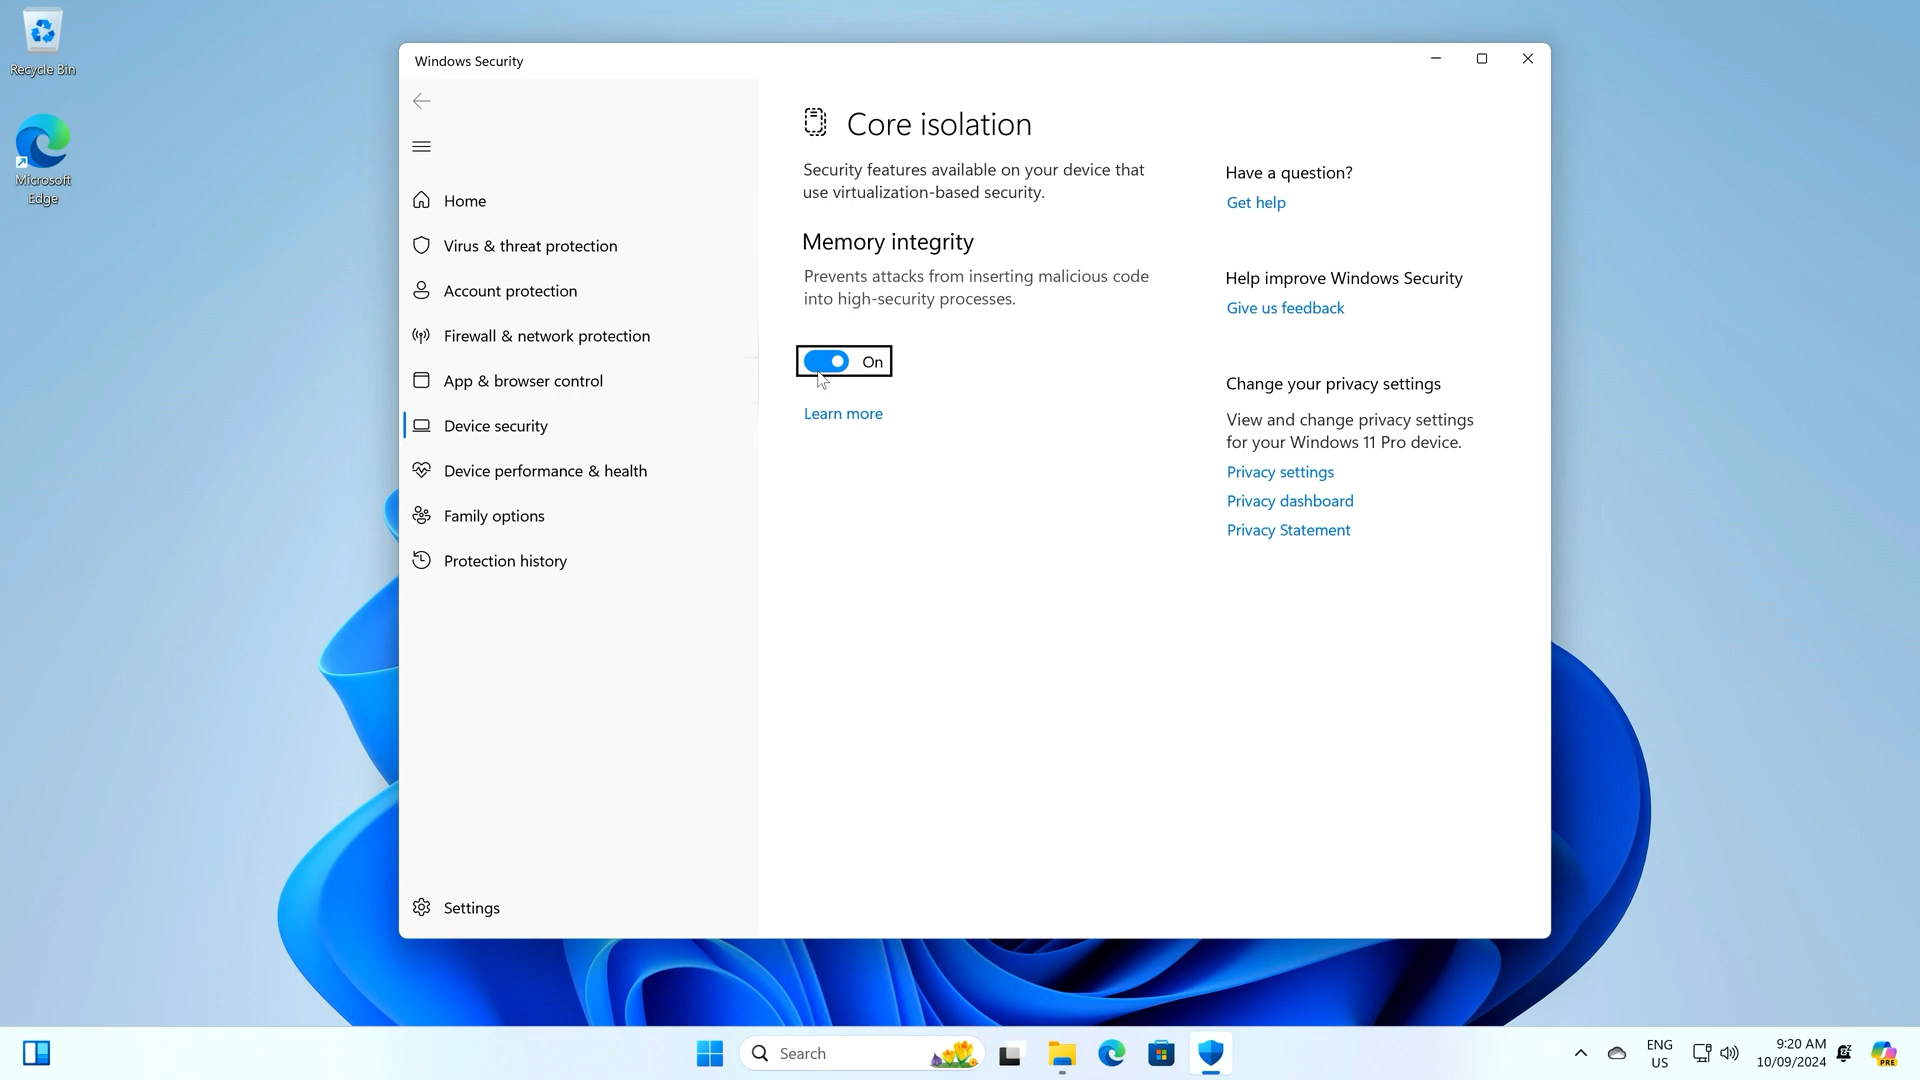 Recycle Bin
Microsoft
Edge
Windows Security
Home
Virus & threat protection
Account protection
Firewall & network protection
App & browser control
Device security
Device performance & health
Family options
Protection history
Settings
Core isolation
Security features available on your device that
use virtualization-based security.
Memory integrity
Prevents attacks from inserting malicious code
into high-security processes.
On
Learn more
Have a question?
Get help
Help improve Windows Security
Give us feedback
Change your privacy settings
View and change privacy settings
for your Windows 11 Pro device.
Privacy settings
Privacy dashboard
Privacy Statement
Search
ENG
US
9:20 AM
10/09/2024
PRE